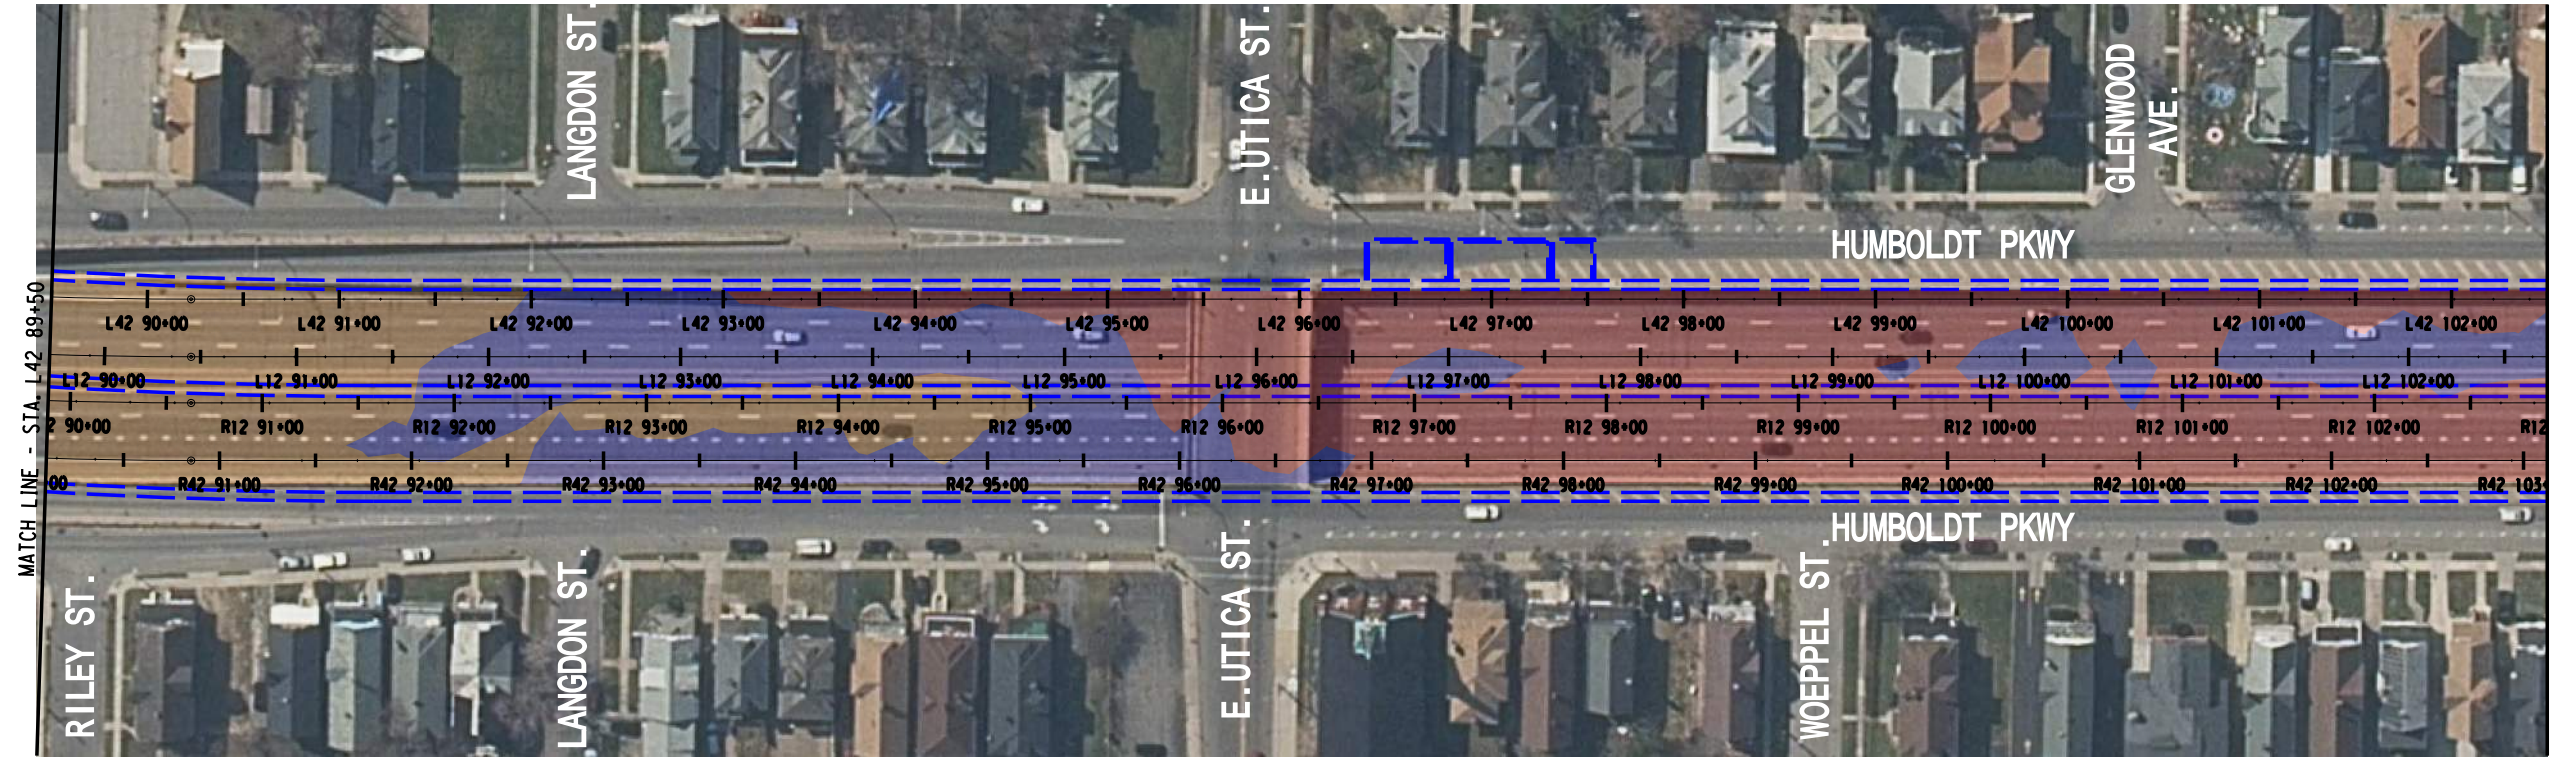 LANGDON ST.
E.UTICA ST.
GLENWOOD
AVE.
HUMBOLDT PKWY
MATCH LINE - STA. L42 89+50
L42 90+00
L42 91+00
L42 92+00
L42 93+00
L42 94+00
L42 95+00
L42 96+00
L42 97+00
L42 98+00
L42 99+00
L42 100+00
L42 101+00
L42 102+00
L12 90+00
L12 91+00
L12 92+00
L12 93+00
L12 94+00
L12 95+00
L12 96+00
L12 97+00
L12 98+00
L12 99+00
L12 100+00
L12 101+00
L12 102+00
2 90+00
R12 91+00
R12 92+00
R12 93+00
R12 94+00
R12 95+00
R12 96+00
R12 97+00
R12 98+00
R12 99+00
R12 100+00
R12 101+00
R12 102+00
R12
00
R42 91+00
R42 92+00
R42 93+00
R42 94+00
R42 95+00
R42 96+00
R42 97+00
R42 98+00
R42 99+00
R42 100+00
R42 101+00
R42 102+00
R42 103+
HUMBOLDT PKWY
RILEY ST.
LANGDON ST.
E.UTICA ST.
WOEPPEL ST.